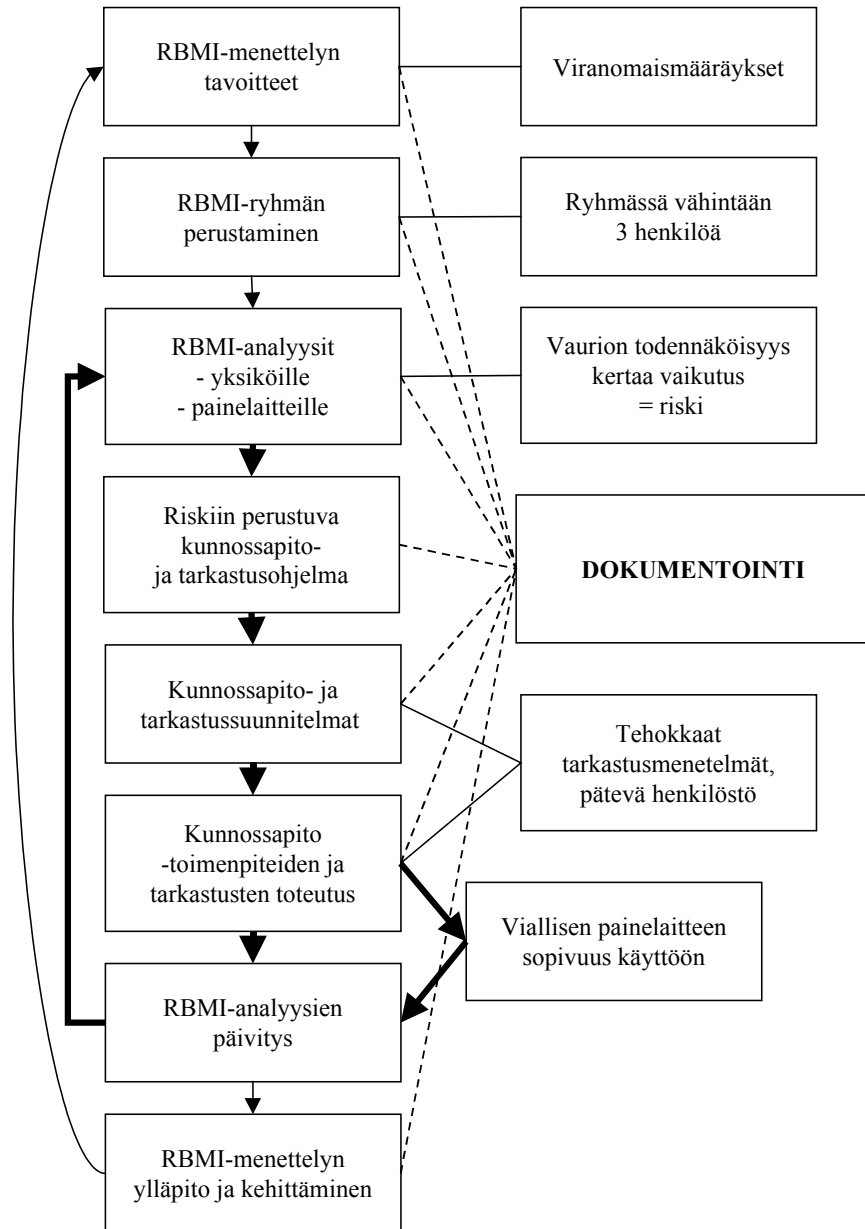 RBMI-menettelyn
tavoitteet
Viranomaismääräykset
RBMI-ryhmän
perustaminen
Ryhmässä vähintään
3 henkilöä
RBMI-analyysit
- yksiköille
- painelaitteille
Vaurion todennäköisyys
kertaa vaikutus
= riski
Riskiin perustuva
kunnossapito-
ja tarkastusohjelma
DOKUMENTOINTI
Kunnossapito- ja
tarkastussuunnitelmat
Tehokkaat
tarkastusmenetelmät,
pätevä henkilöstö
Kunnossapito
-toimenpiteiden ja
tarkastusten toteutus
Viallisen painelaitteen
sopivuus käyttöön
RBMI-analyysien
päivitys
RBMI-menettelyn
ylläpito ja kehittäminen